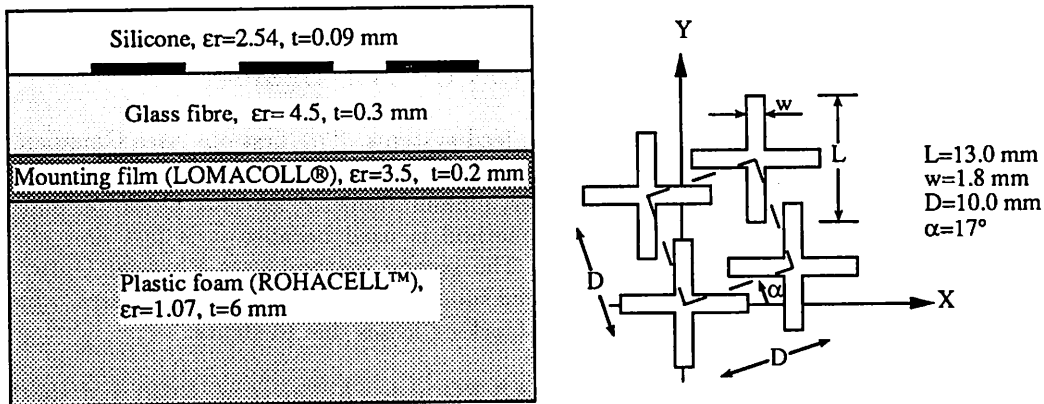 Silicone, εr=2.54, t=0.09 mm
Glass fibre, εr= 4.5, t=0.3 mm
Mounting film (LOMACOLL®), εr=3.5, t=0.2 mm
Plastic foam (ROHACELL™),
εr=1.07, t=6 mm
Y
w
L
D
α
X
D
L=13.0 mm
w=1.8 mm
D=10.0 mm
α=17°